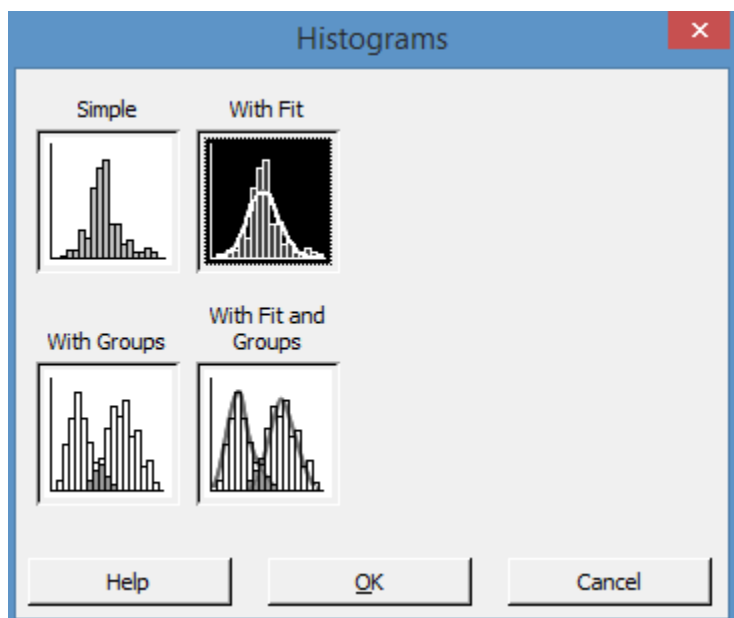 Histograms
Simple
With Fit
With Groups
With Fit and
Groups
Help
OK
Cancel